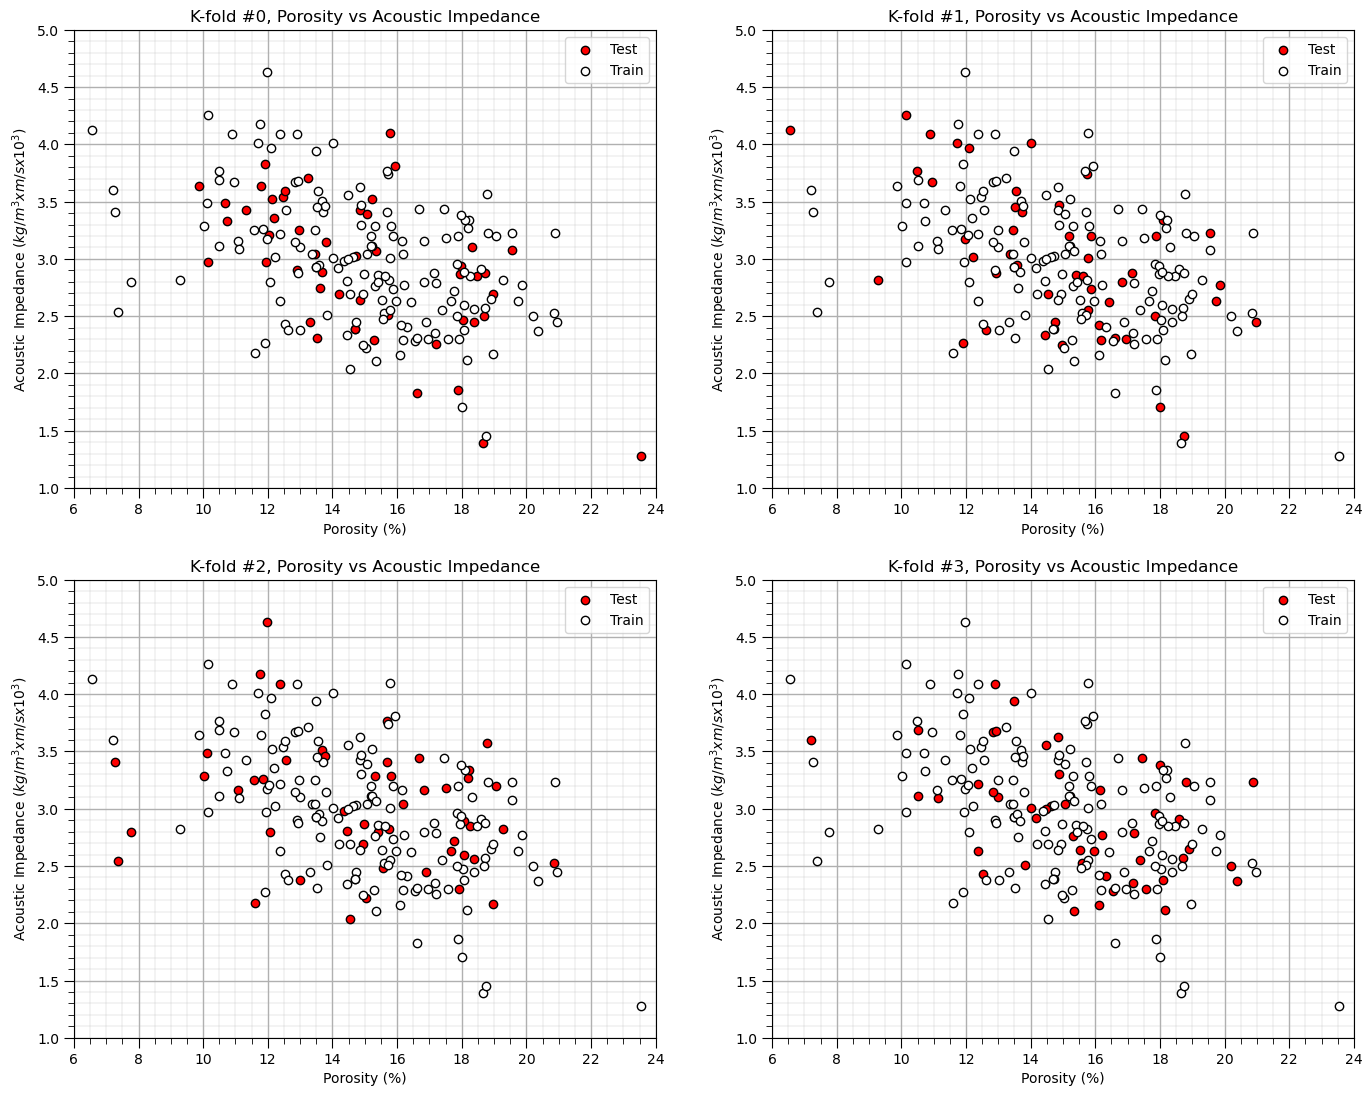 K-fold #0, Porosity vs Acoustic Impedance
5.0
4.5
4.0
3.5
3.0
2.5
2.0
1.5
1.0
Acoustic Impedance (kg/m³xm/sx10³)
Test
Train
6 8 10 12 14 16 18 20 22 24
Porosity (%)
K-fold #1, Porosity vs Acoustic Impedance
5.0
4.5
4.0
3.5
3.0
2.5
2.0
1.5
1.0
Acoustic Impedance (kg/m³xm/sx10³)
Test
Train
6 8 10 12 14 16 18 20 22 24
Porosity (%)
K-fold #2, Porosity vs Acoustic Impedance
5.0
4.5
4.0
3.5
3.0
2.5
2.0
1.5
1.0
Acoustic Impedance (kg/m³xm/sx10³)
Test
Train
6 8 10 12 14 16 18 20 22 24
Porosity (%)
K-fold #3, Porosity vs Acoustic Impedance
5.0
4.5
4.0
3.5
3.0
2.5
2.0
1.5
1.0
Acoustic Impedance (kg/m³xm/sx10³)
Test
Train
6 8 10 12 14 16 18 20 22 24
Porosity (%)